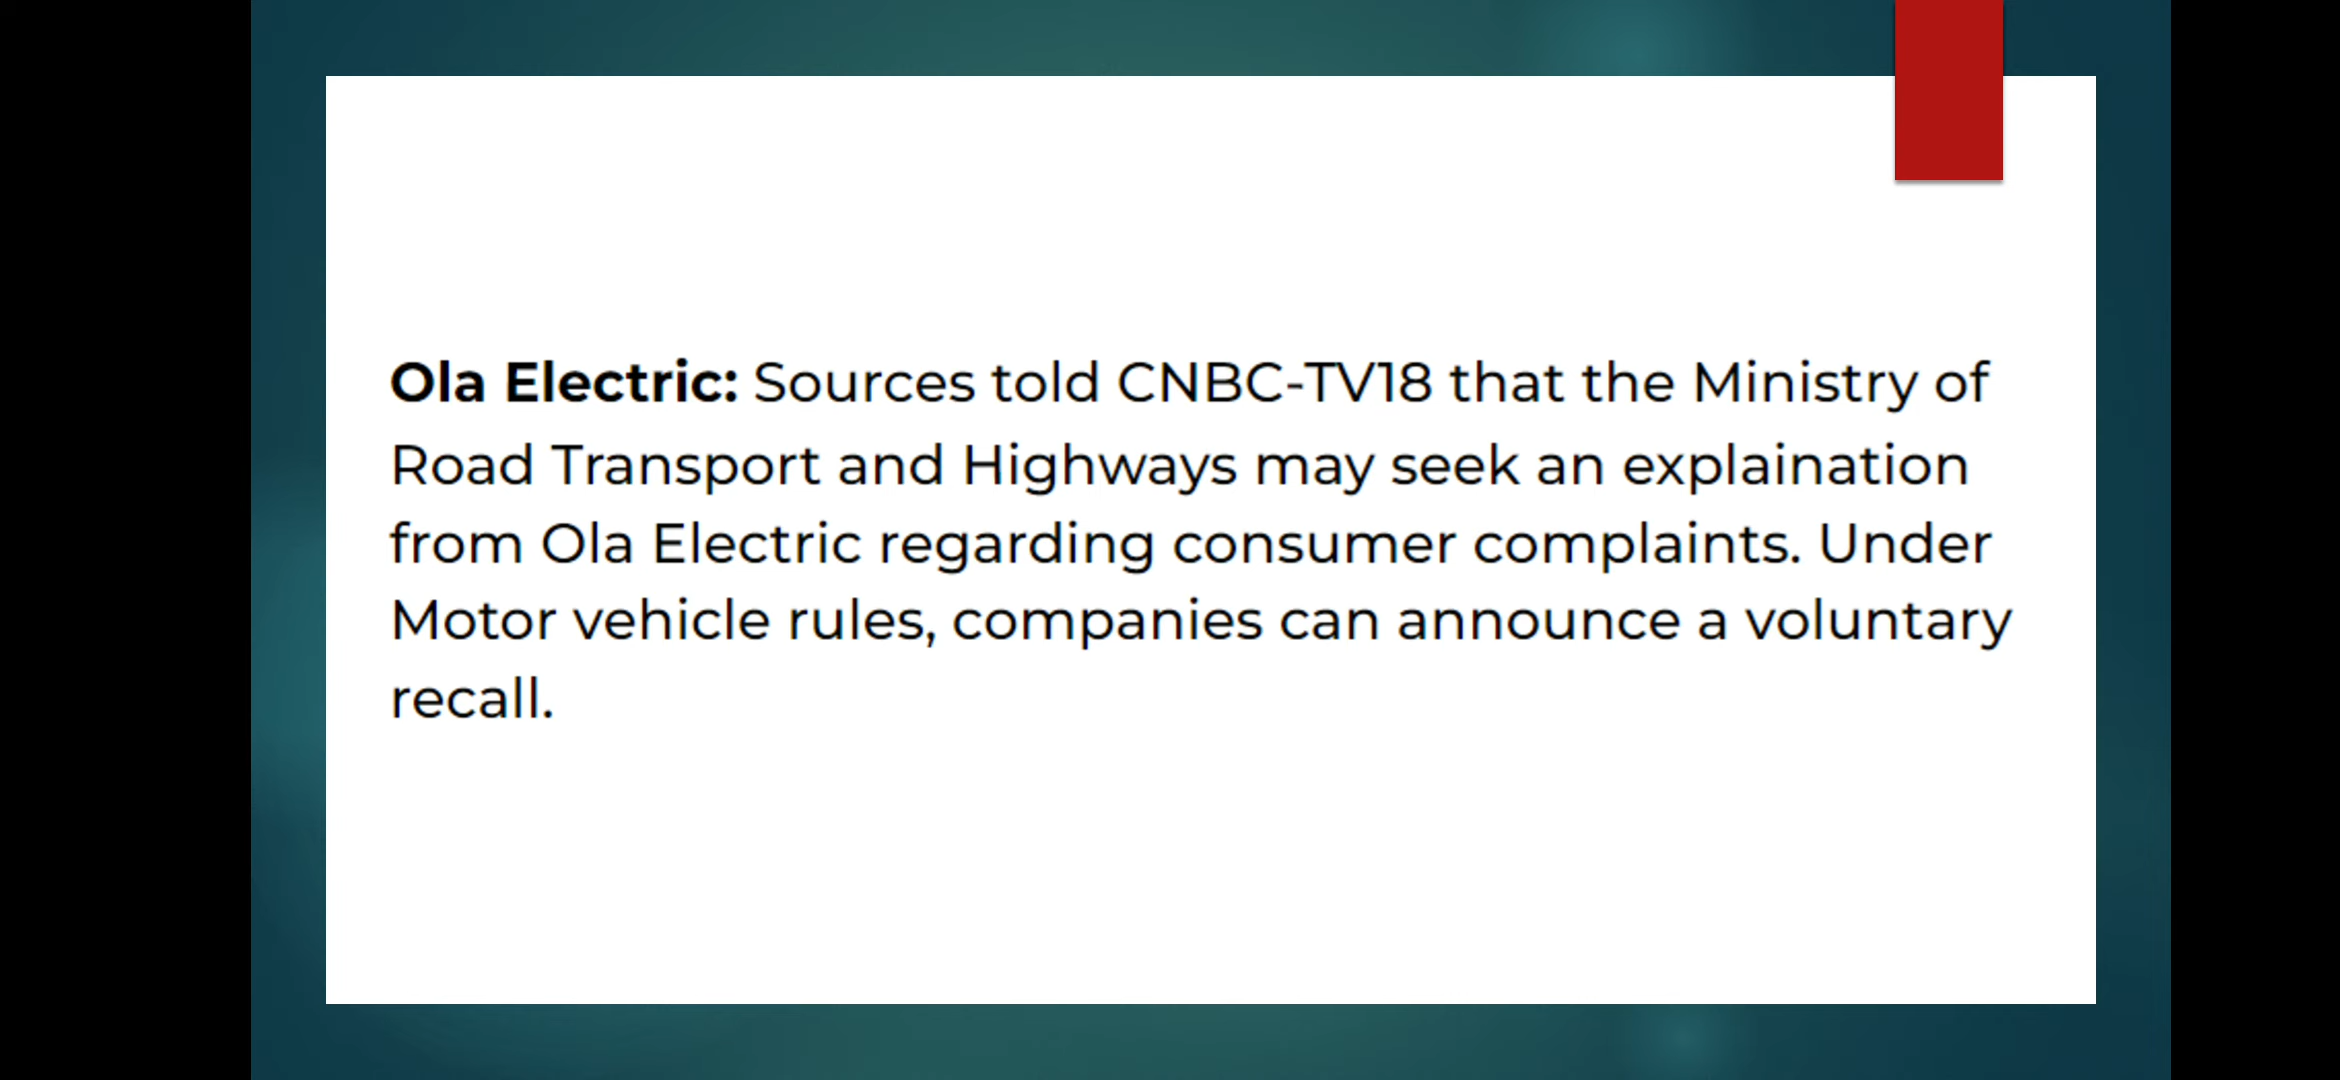 Ola Electric: Sources told CNBC-TV18 that the Ministry of
Road Transport and Highways may seek an explaination
from Ola Electric regarding consumer complaints. Under
Motor vehicle rules, companies can announce a voluntary
recall.